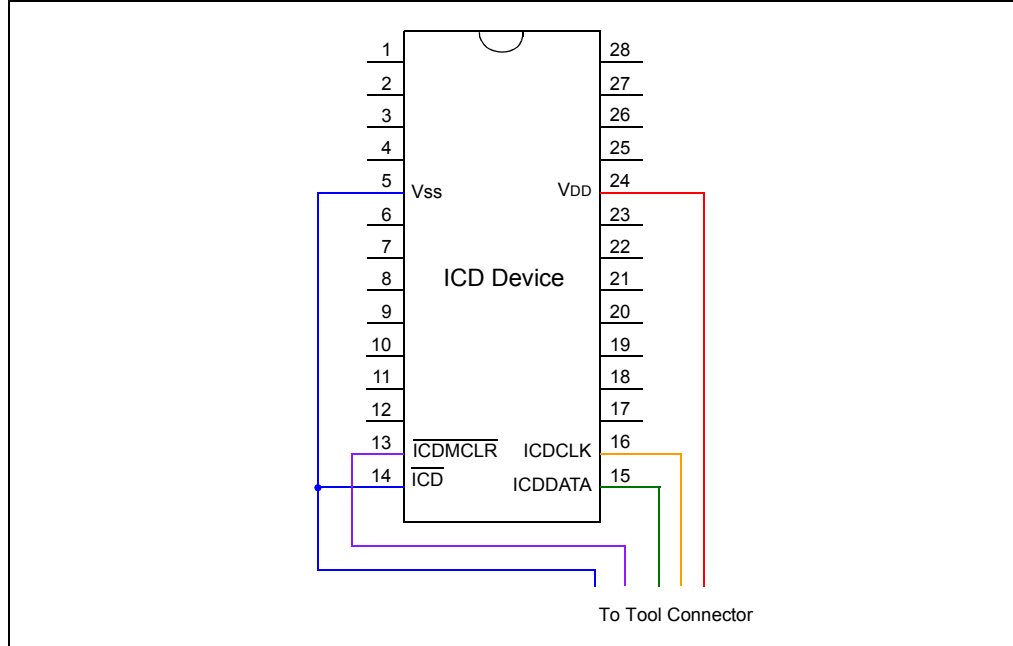 1 28
2 27
3 26
4 25
5 Vss VDD 24
6 23
7 22
8 ICD Device 21
9 20
10 19
11 18
12 17
13 ICDMCLR ICDCLK 16
14 ICD ICDDATA 15
To Tool Connector